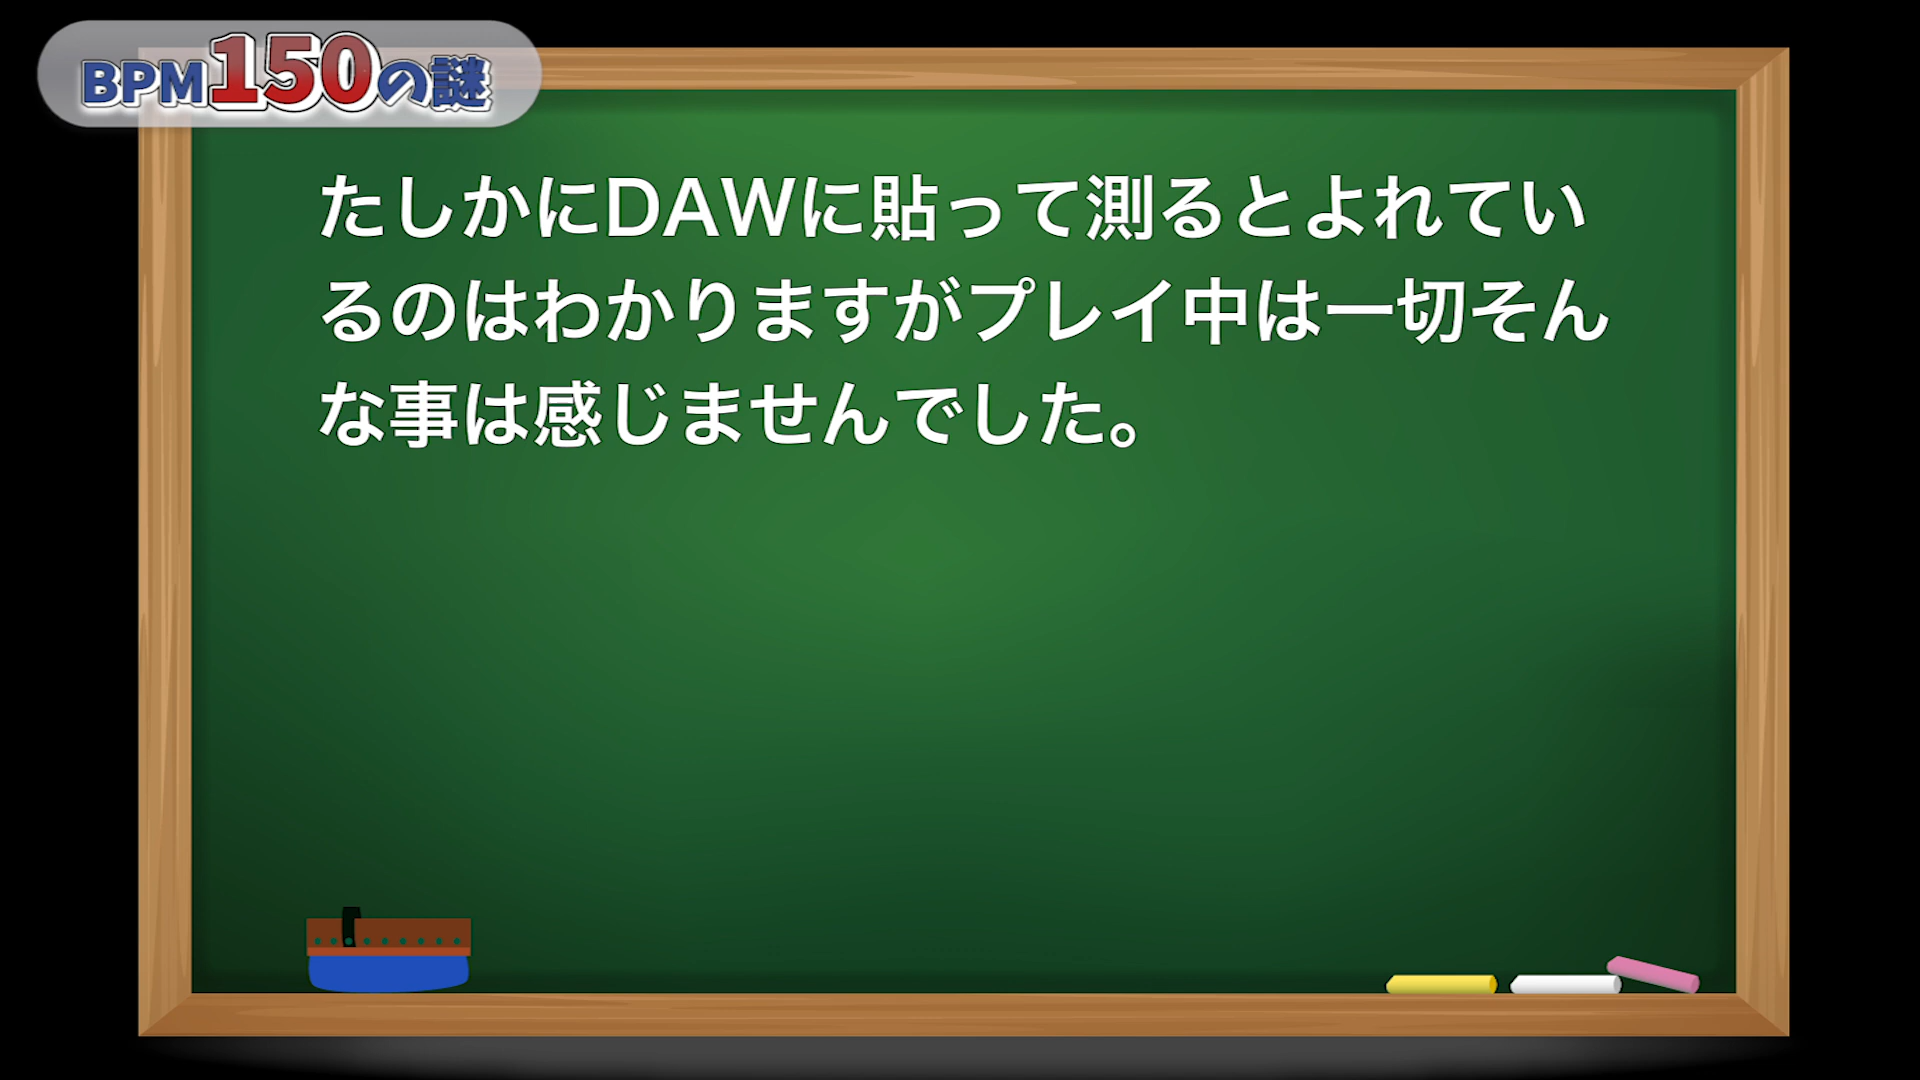 BPM150の謎
たしかにDAWに貼って測るとよれてい
るのはわかりますがプレイ中は一切そん
な事は感じませんでした。